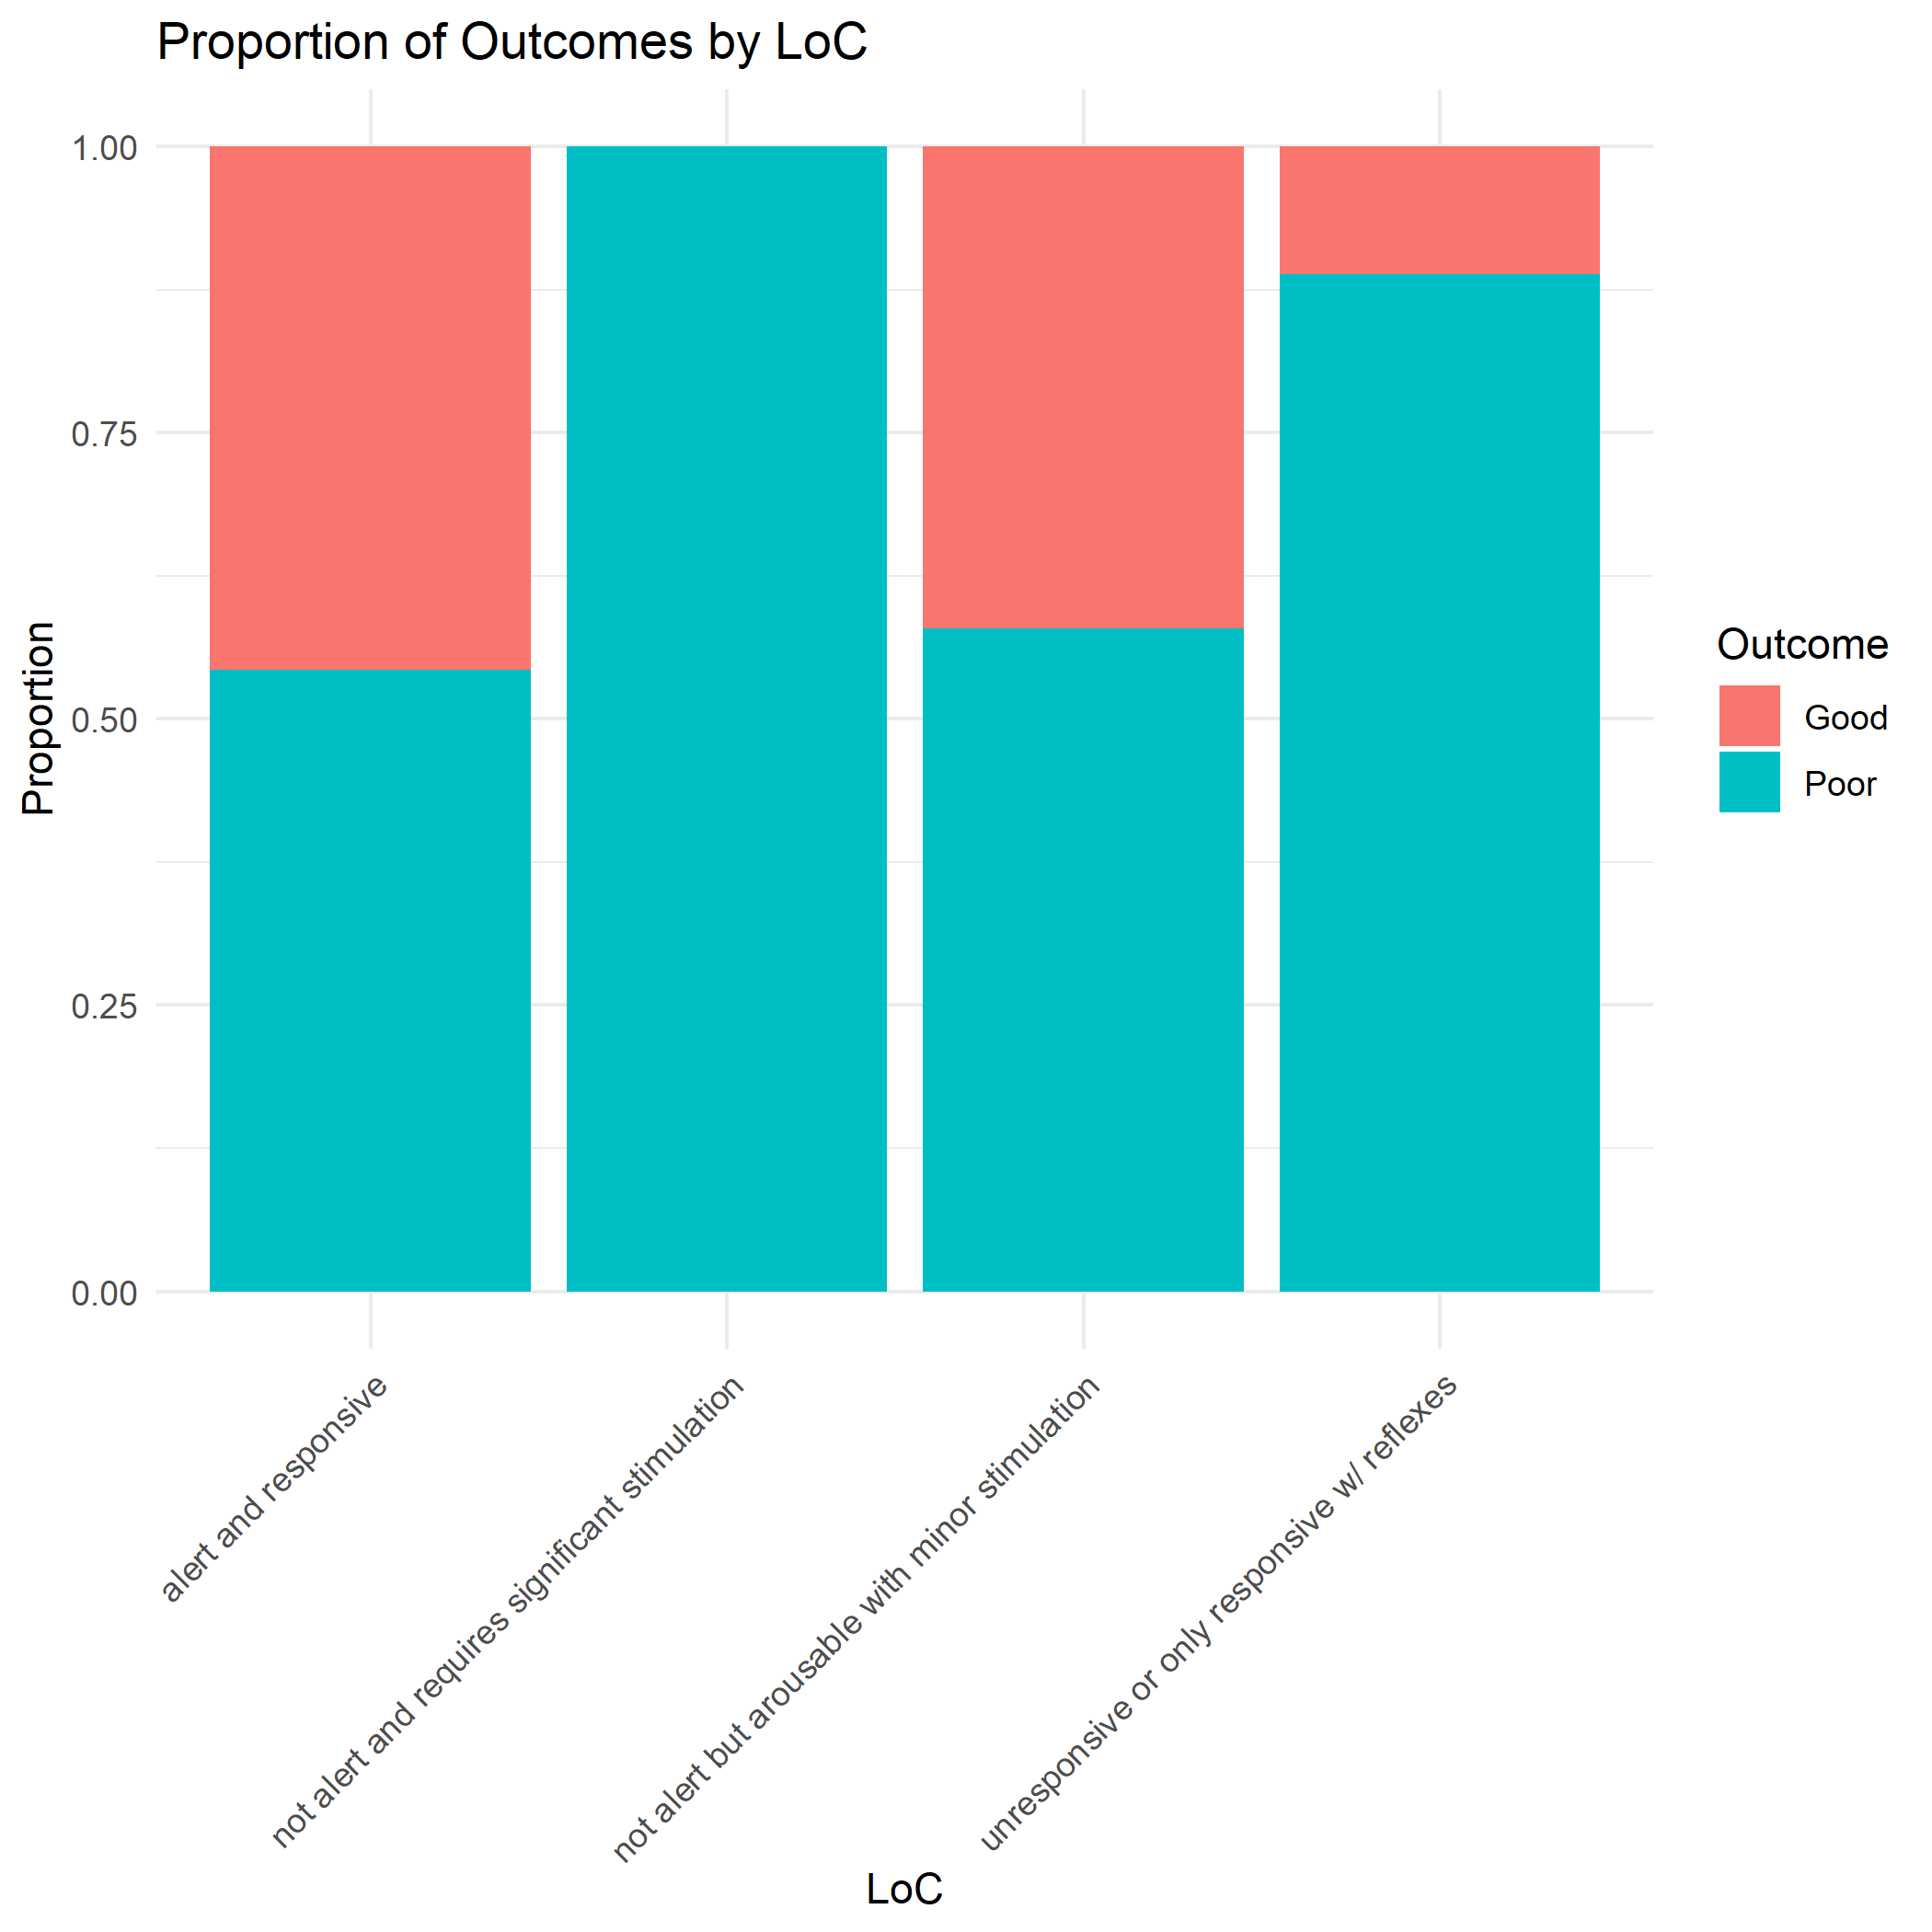 Proportion of Outcomes by LoC
1.00
0.75
0.50
0.25
0.00
Proportion
alert and responsive
not alert and requires significant stimulation
not alert but arousable with minor stimulation
unresponsive or only responsive w/ reflexes
LoC
Outcome
Good
Poor